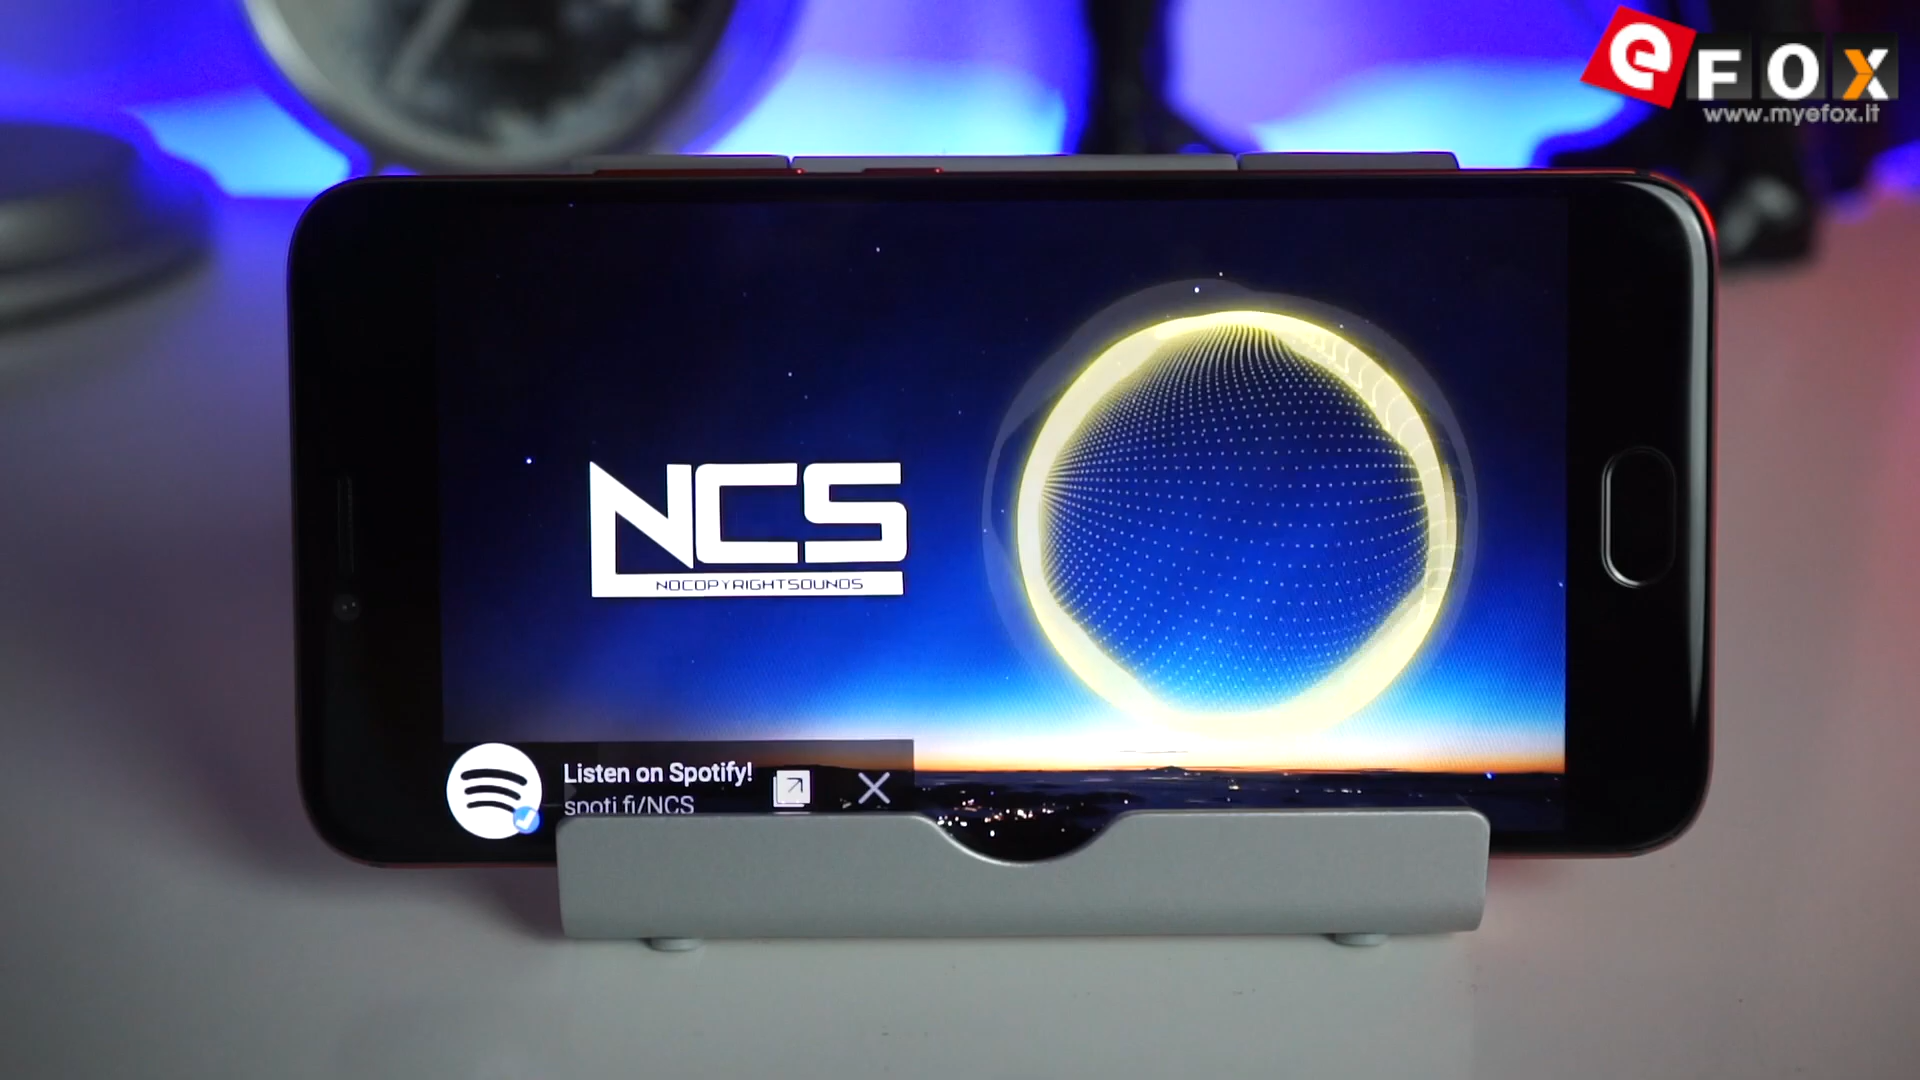 e FOX
www.myefox.it
NCS
NOCOPYRIGHTSOUNDS
Listen on Spotify!
spoti.fi/NCS